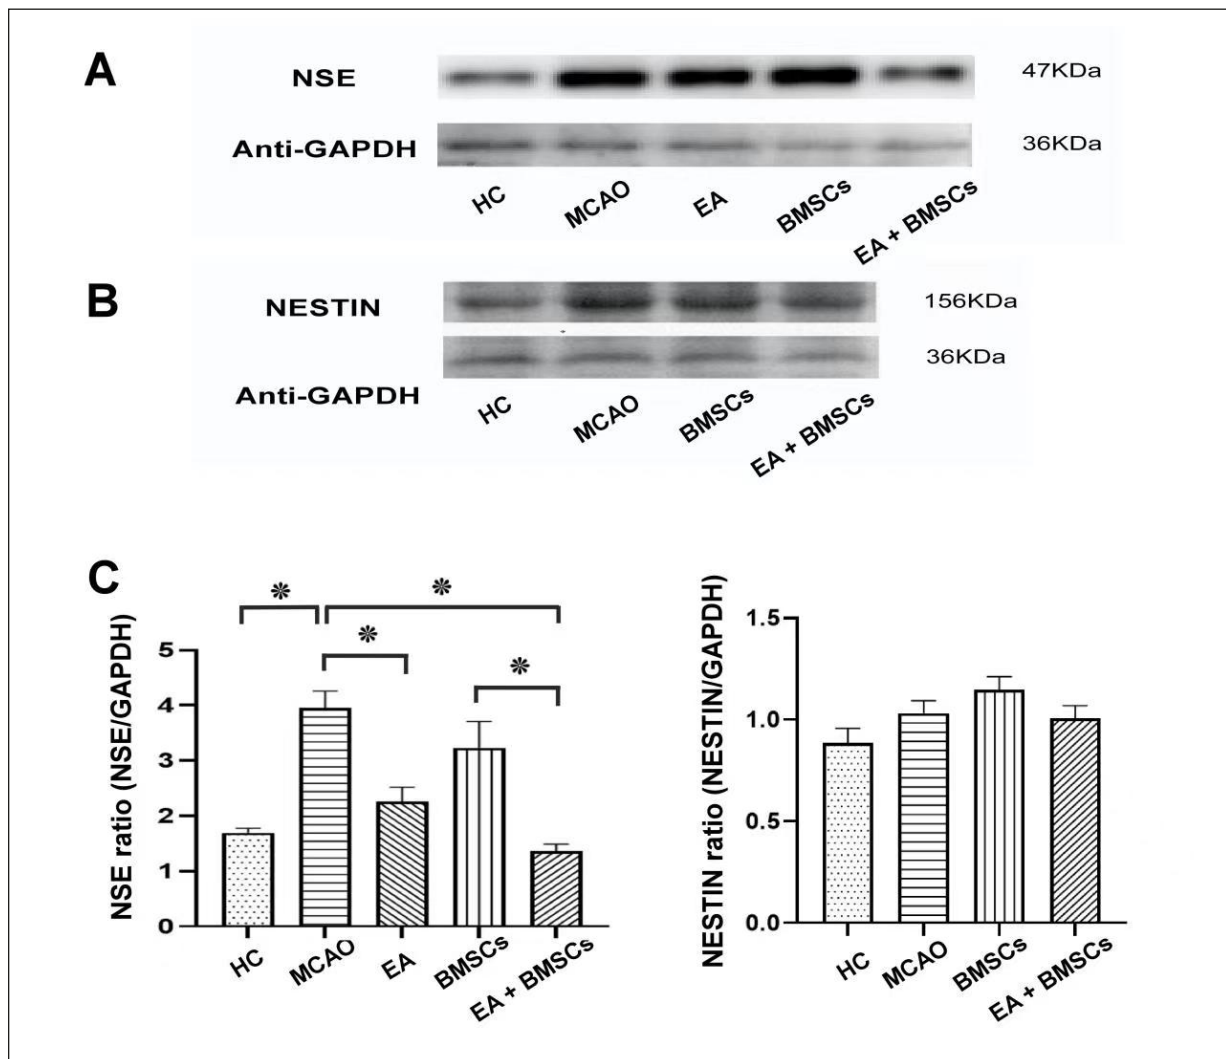 A
NSE
47KDa
Anti-GAPDH
36KDa
HC
MCAO
EA
BMSCs
EA + BMSCs
B
NESTIN
156KDa
36KDa
Anti-GAPDH
HC
MCAO
BMSCs
EA + BMSCs
C
NSE ratio (NSE/GAPDH)
5
4
3
2
1
0
*
*
*
*
HC
MCAO
EA
BMSCs
EA + BMSCs
NESTIN ratio (NESTIN/GAPDH)
1.5
1.0
0.5
0.0
HC
MCAO
BMSCs
EA + BMSCs